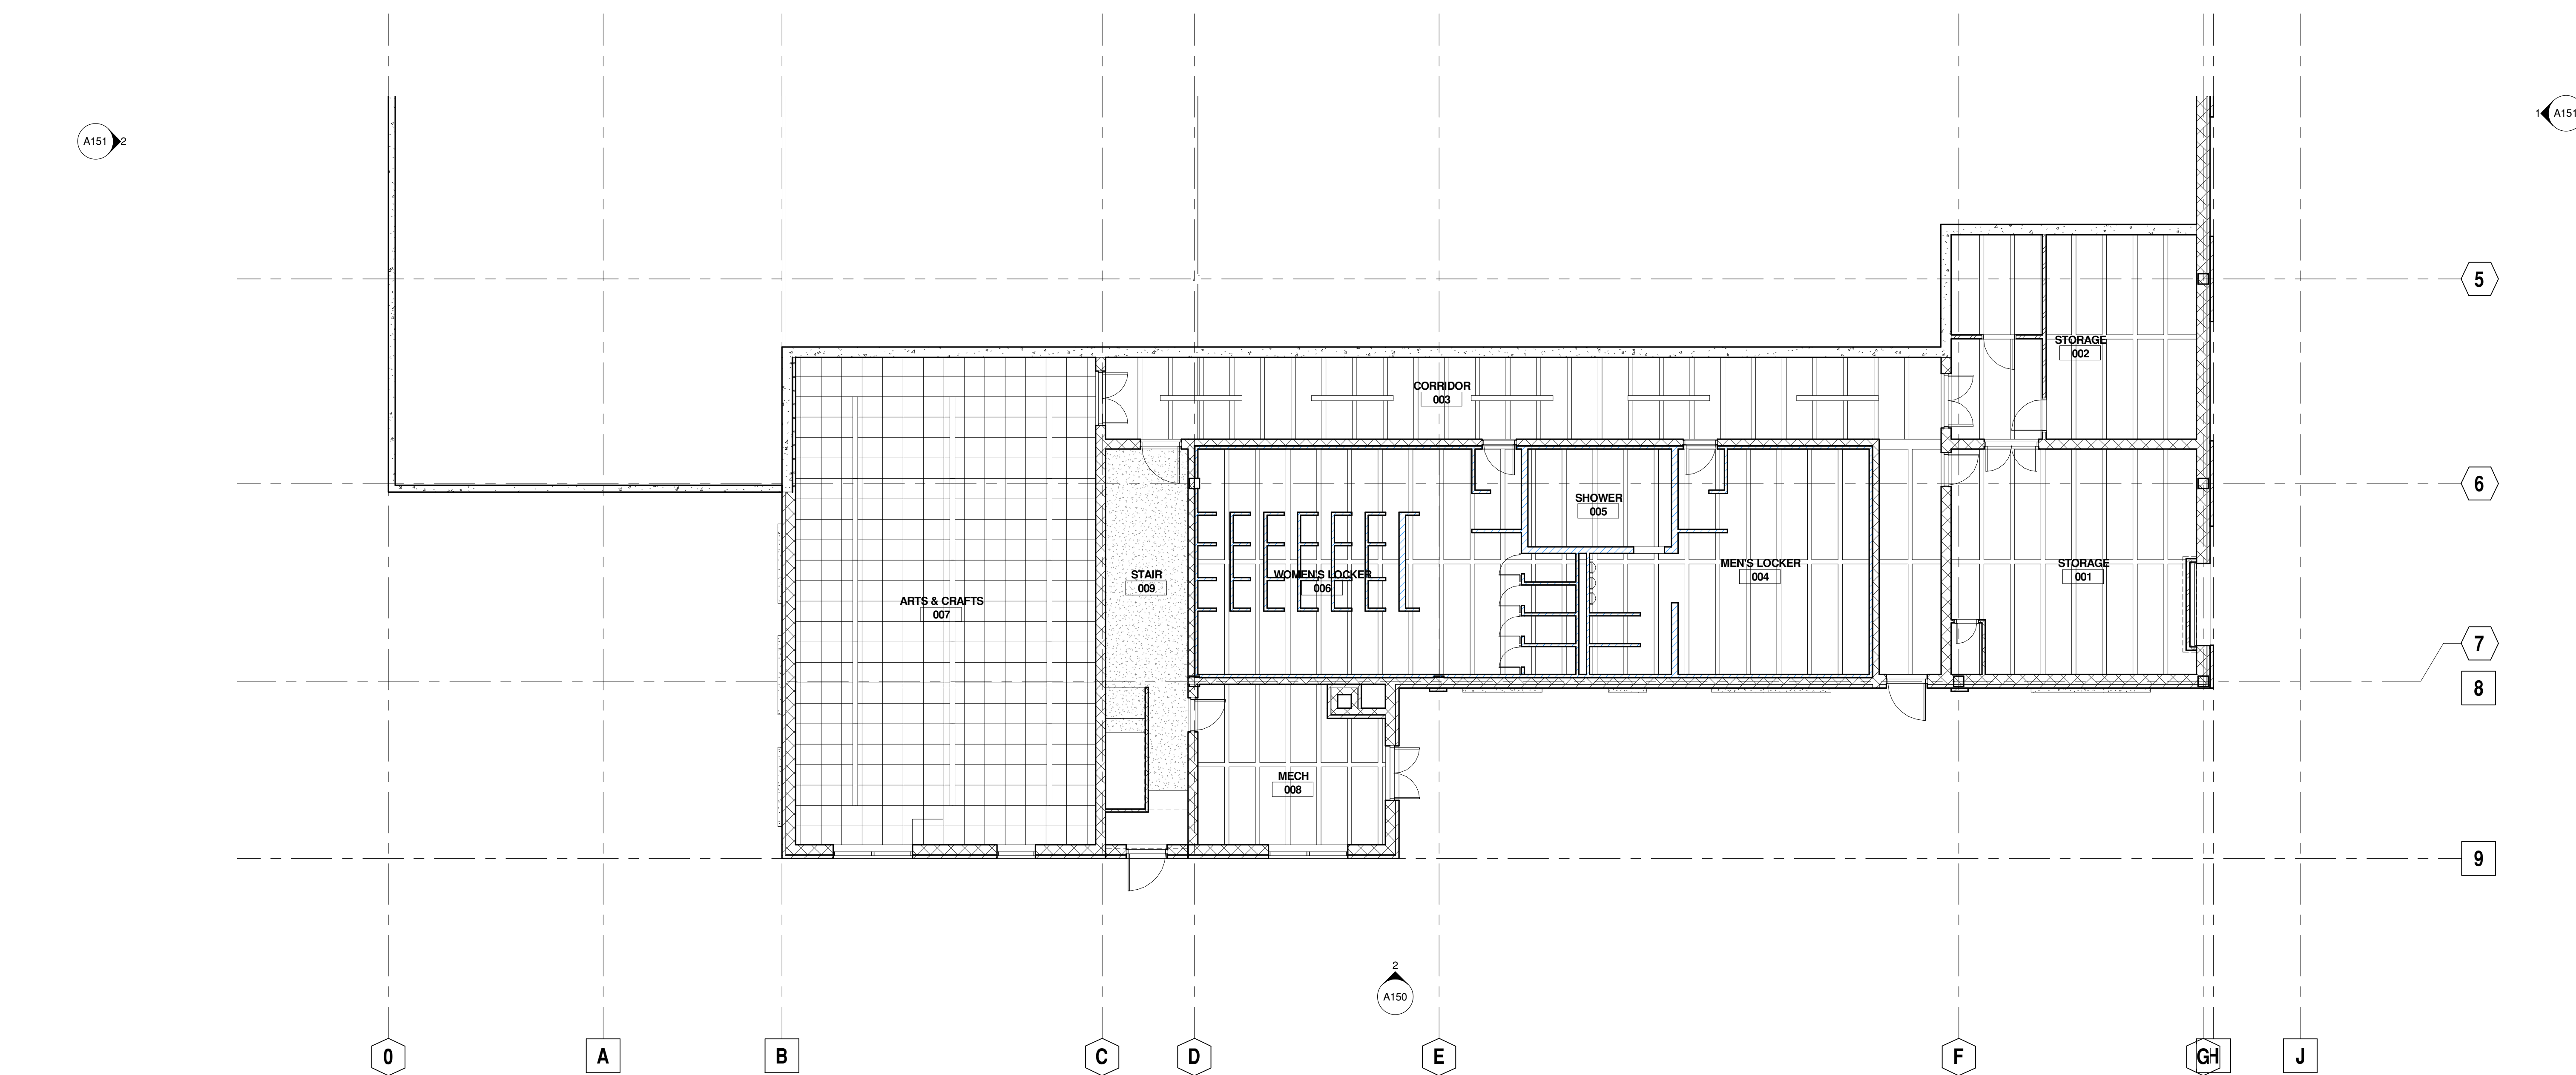 A151
2
1
A151
5
STORAGE
002
CORRIDOR
003
6
SHOWER
005
MEN'S LOCKER
004
STORAGE
001
STAIR
009
WOMEN'S LOCKER
006
ARTS & CRAFTS
007
7
8
MECH
008
9
2
A150
0
A
B
C
D
E
F
G
H
J